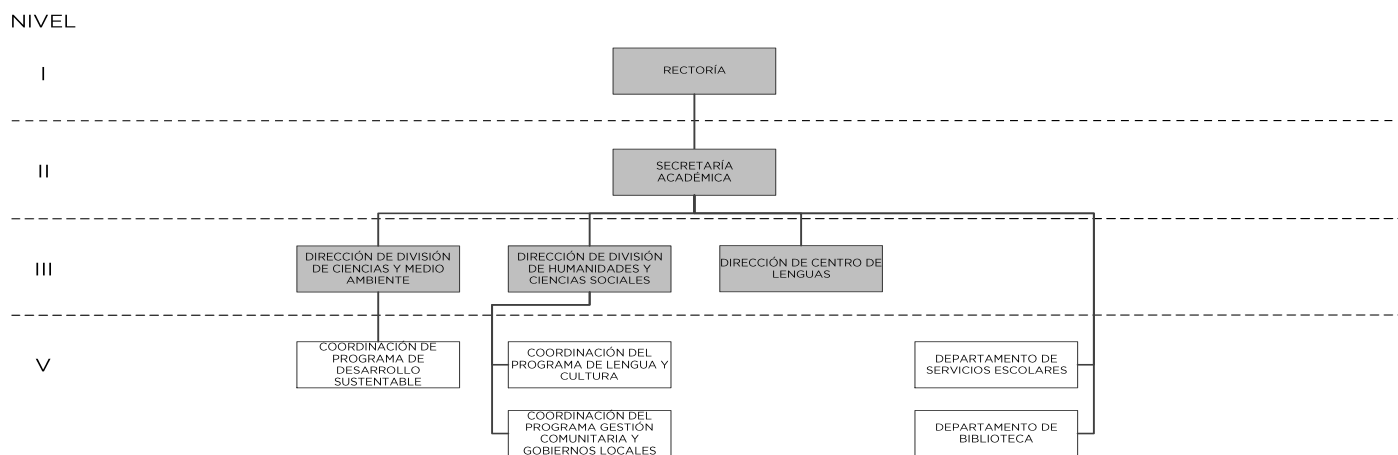 NIVEL
I
RECTORÍA
II
SECRETARÍA
ACADÉMICA
III
DIRECCIÓN DE DIVISIÓN
DE CIENCIAS Y MEDIO
AMBIENTE
DIRECCIÓN DE DIVISIÓN
DE HUMANIDADES Y
CIENCIAS SOCIALES
DIRECCIÓN DE CENTRO DE
LENGUAS
V
COORDINACIÓN DE
PROGRAMA DE
DESARROLLO
SUSTENTABLE
COORDINACIÓN DEL
PROGRAMA DE LENGUA Y
CULTURA
DEPARTAMENTO DE
SERVICIOS ESCOLARES
COORDINACIÓN DEL
PROGRAMA GESTIÓN
COMUNITARIA Y
GOBIERNOS LOCALES
DEPARTAMENTO DE
BIBLIOTECA